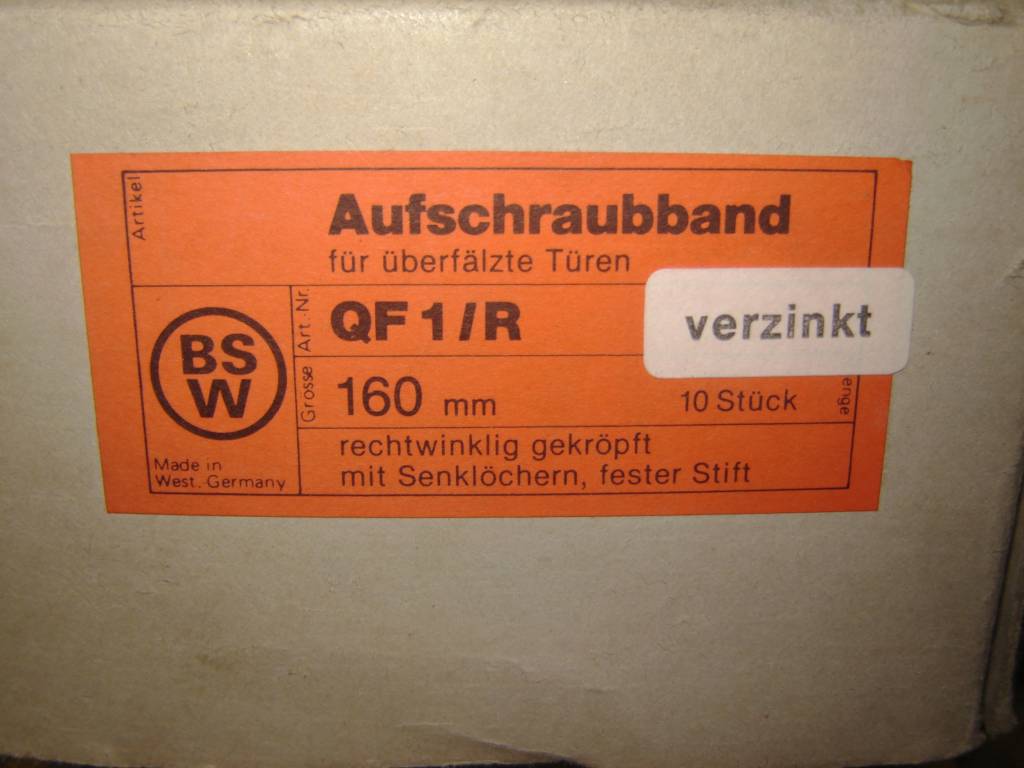 Artikel
Aufschraubband
für überfälzte Türen
Art.-Nr.
QF 1/R
verzinkt
BS
W
Grosse
160 mm
10 Stück
enge
rechtwinklig gekröpft
mit Senklöchern, fester Stift
Made in
West. Germany